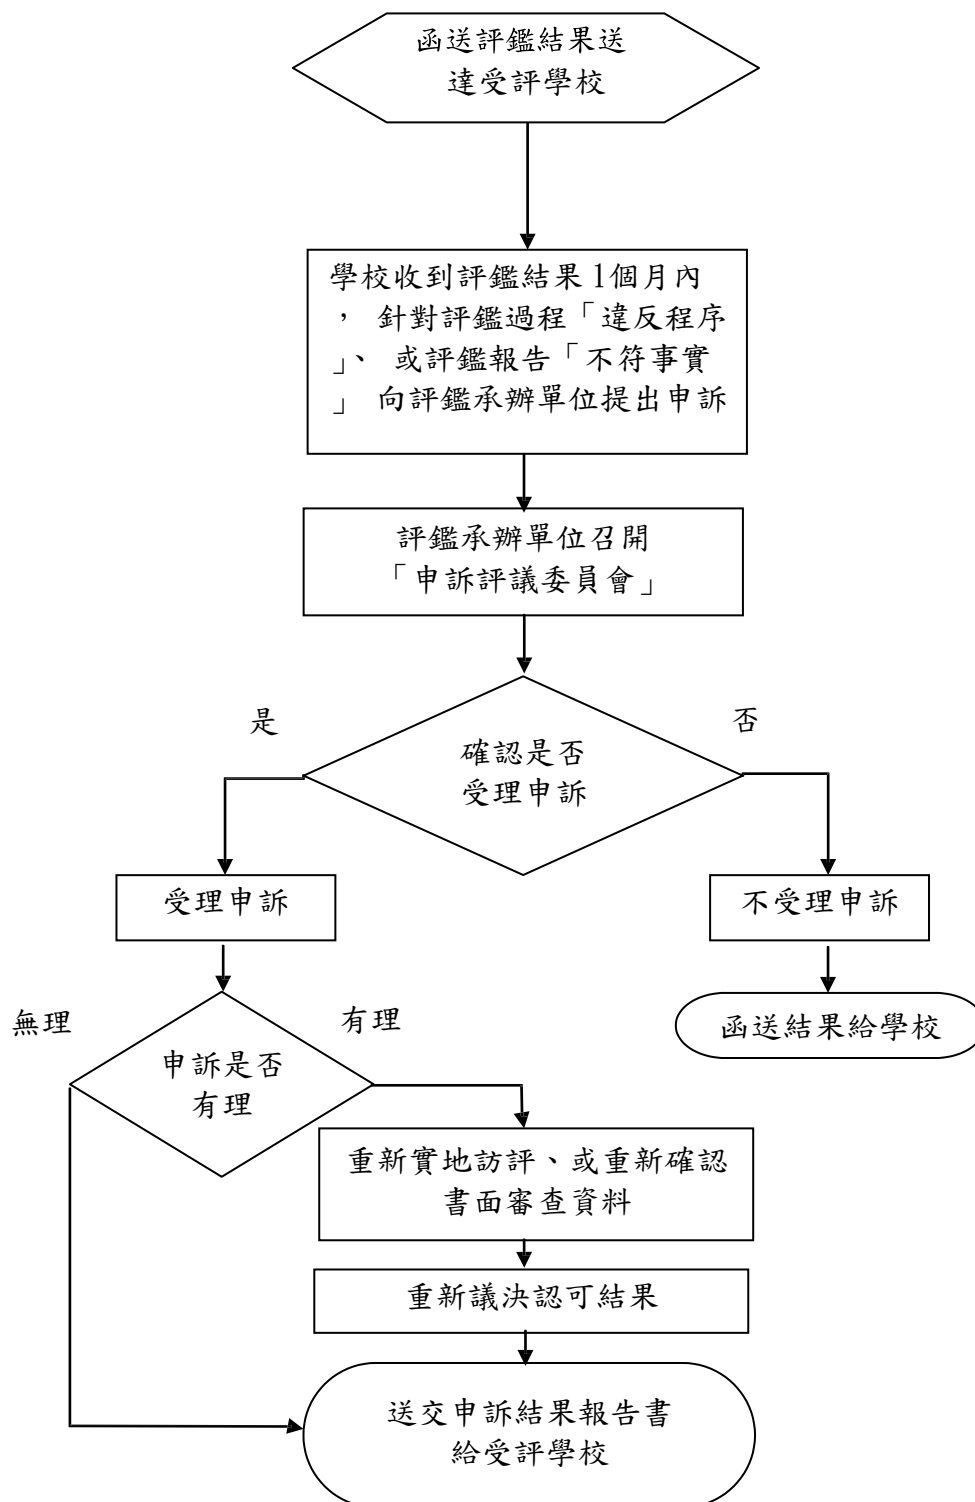 函送評鑑結果送
達受評學校
學校收到評鑑結果1個月內
， 針對評鑑過程「違反程序
」、 或評鑑報告「不符事實
」 向評鑑承辦單位提出申訴
評鑑承辦單位召開
「申訴評議委員會」
是
否
確認是否
受理申訴
受理申訴
不受理申訴
無理
有理
函送結果給學校
申訴是否
有理
重新實地訪評、或重新確認
書面審查資料
重新議決認可結果
送交申訴結果報告書
給受評學校